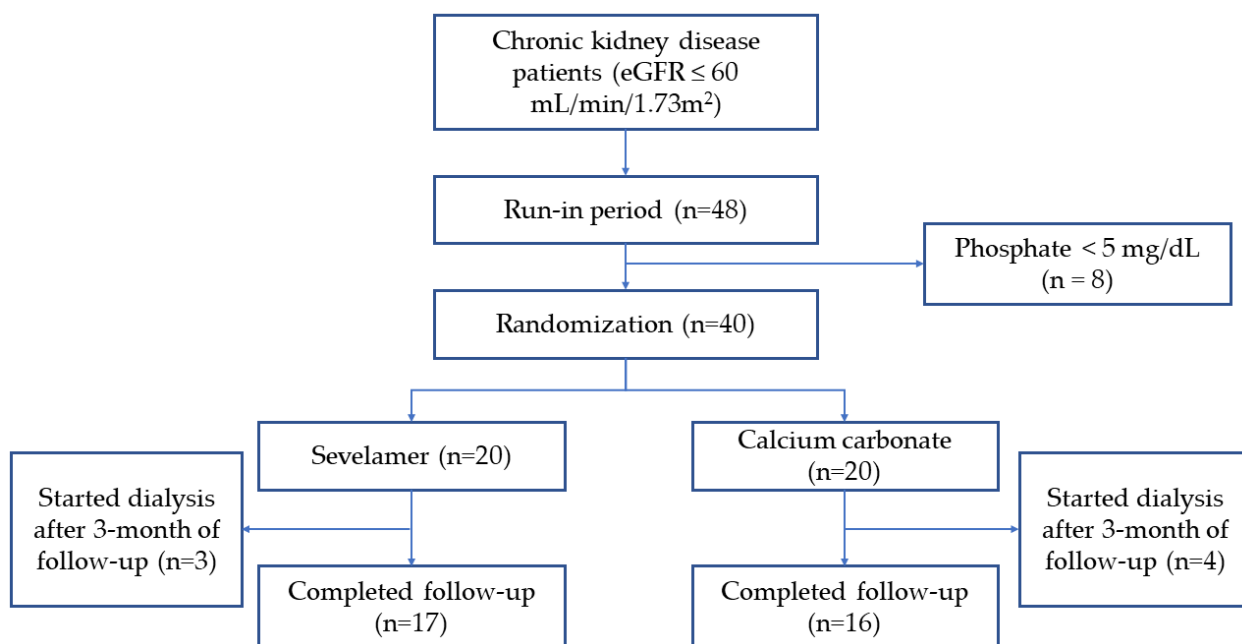 Chronic kidney disease
patients (eGFR ≤ 60
mL/min/1.73m²)
Run-in period (n=48)
Phosphate < 5 mg/dL
(n = 8)
Randomization (n=40)
Sevelamer (n=20)
Calcium carbonate
(n=20)
Started dialysis
after 3-month of
follow-up (n=3)
Started dialysis
after 3-month of
follow-up (n=4)
Completed follow-up
(n=17)
Completed follow-up
(n=16)